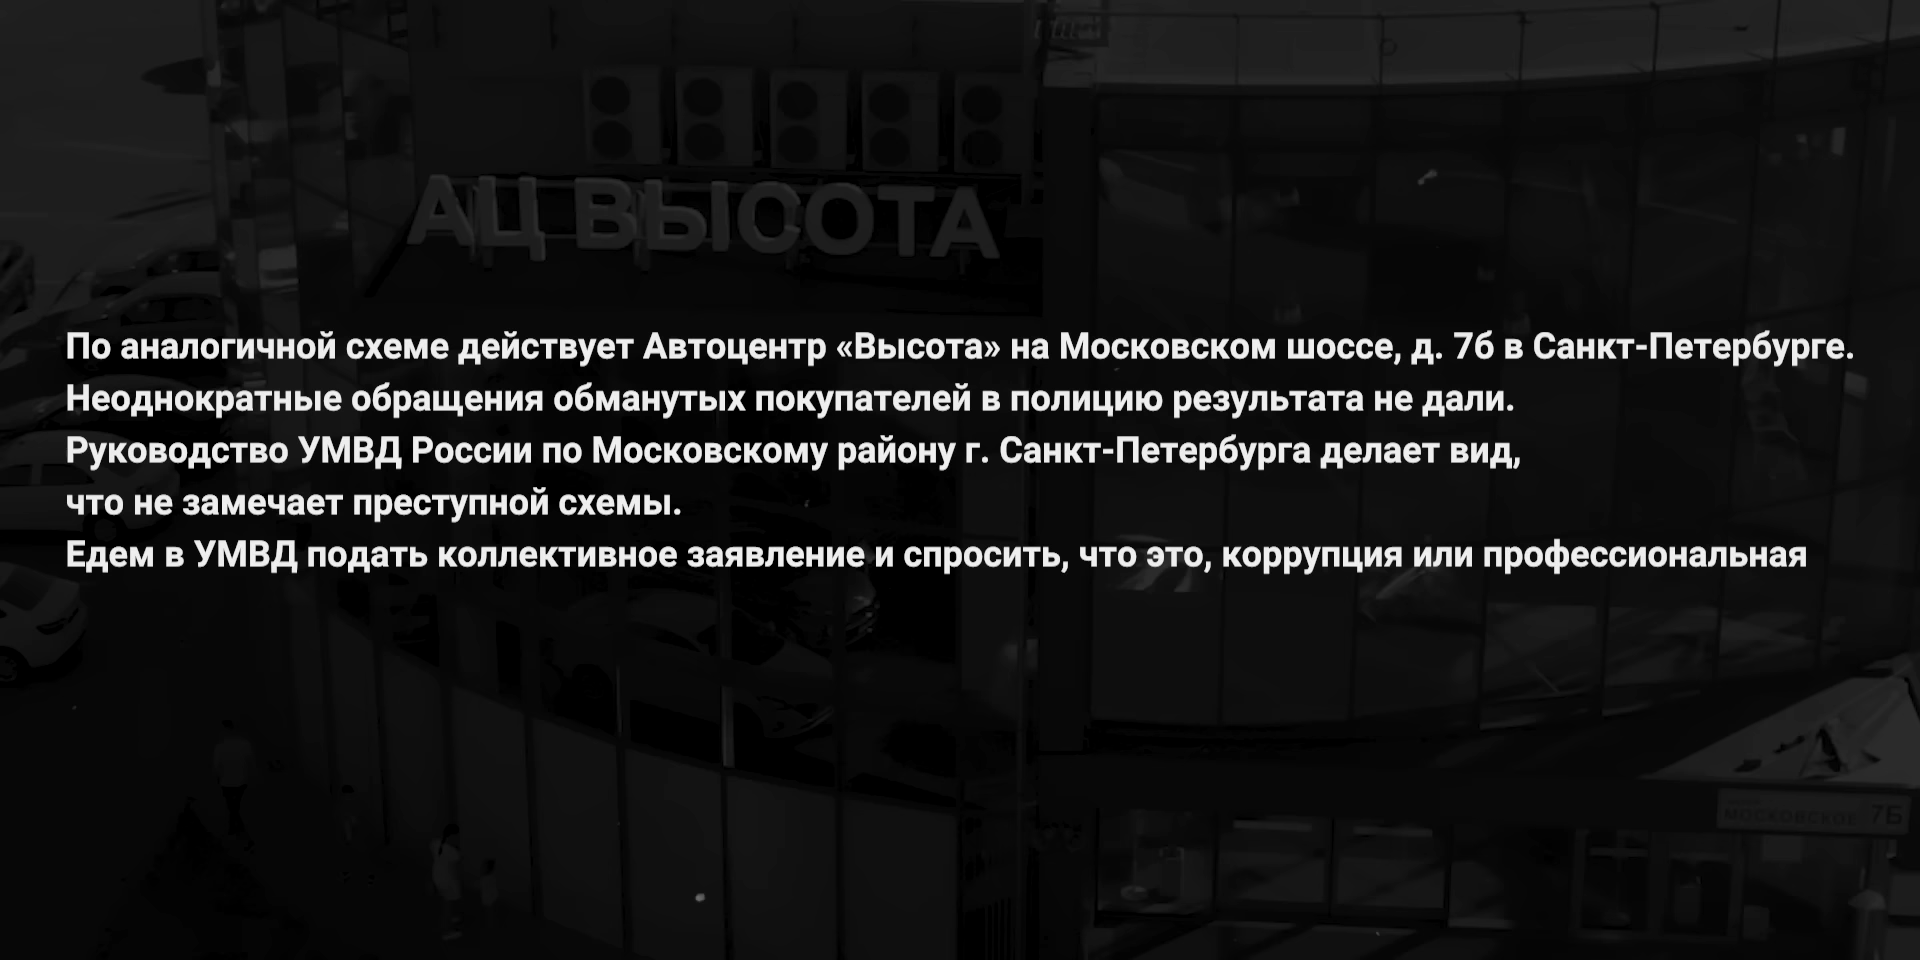 АЦ ВЫСОТА
По аналогичной схеме действует Автоцентр «Высота» на Московском шоссе, д. 7б в Санкт-Петербурге.
Неоднократные обращения обманутых покупателей в полицию результата не дали.
Руководство УМВД России по Московскому району г. Санкт-Петербурга делает вид,
что не замечает преступной схемы.
Едем в УМВД подать коллективное заявление и спросить, что это, коррупция или профессиональная
МОСКОВСКОЕ 7Б